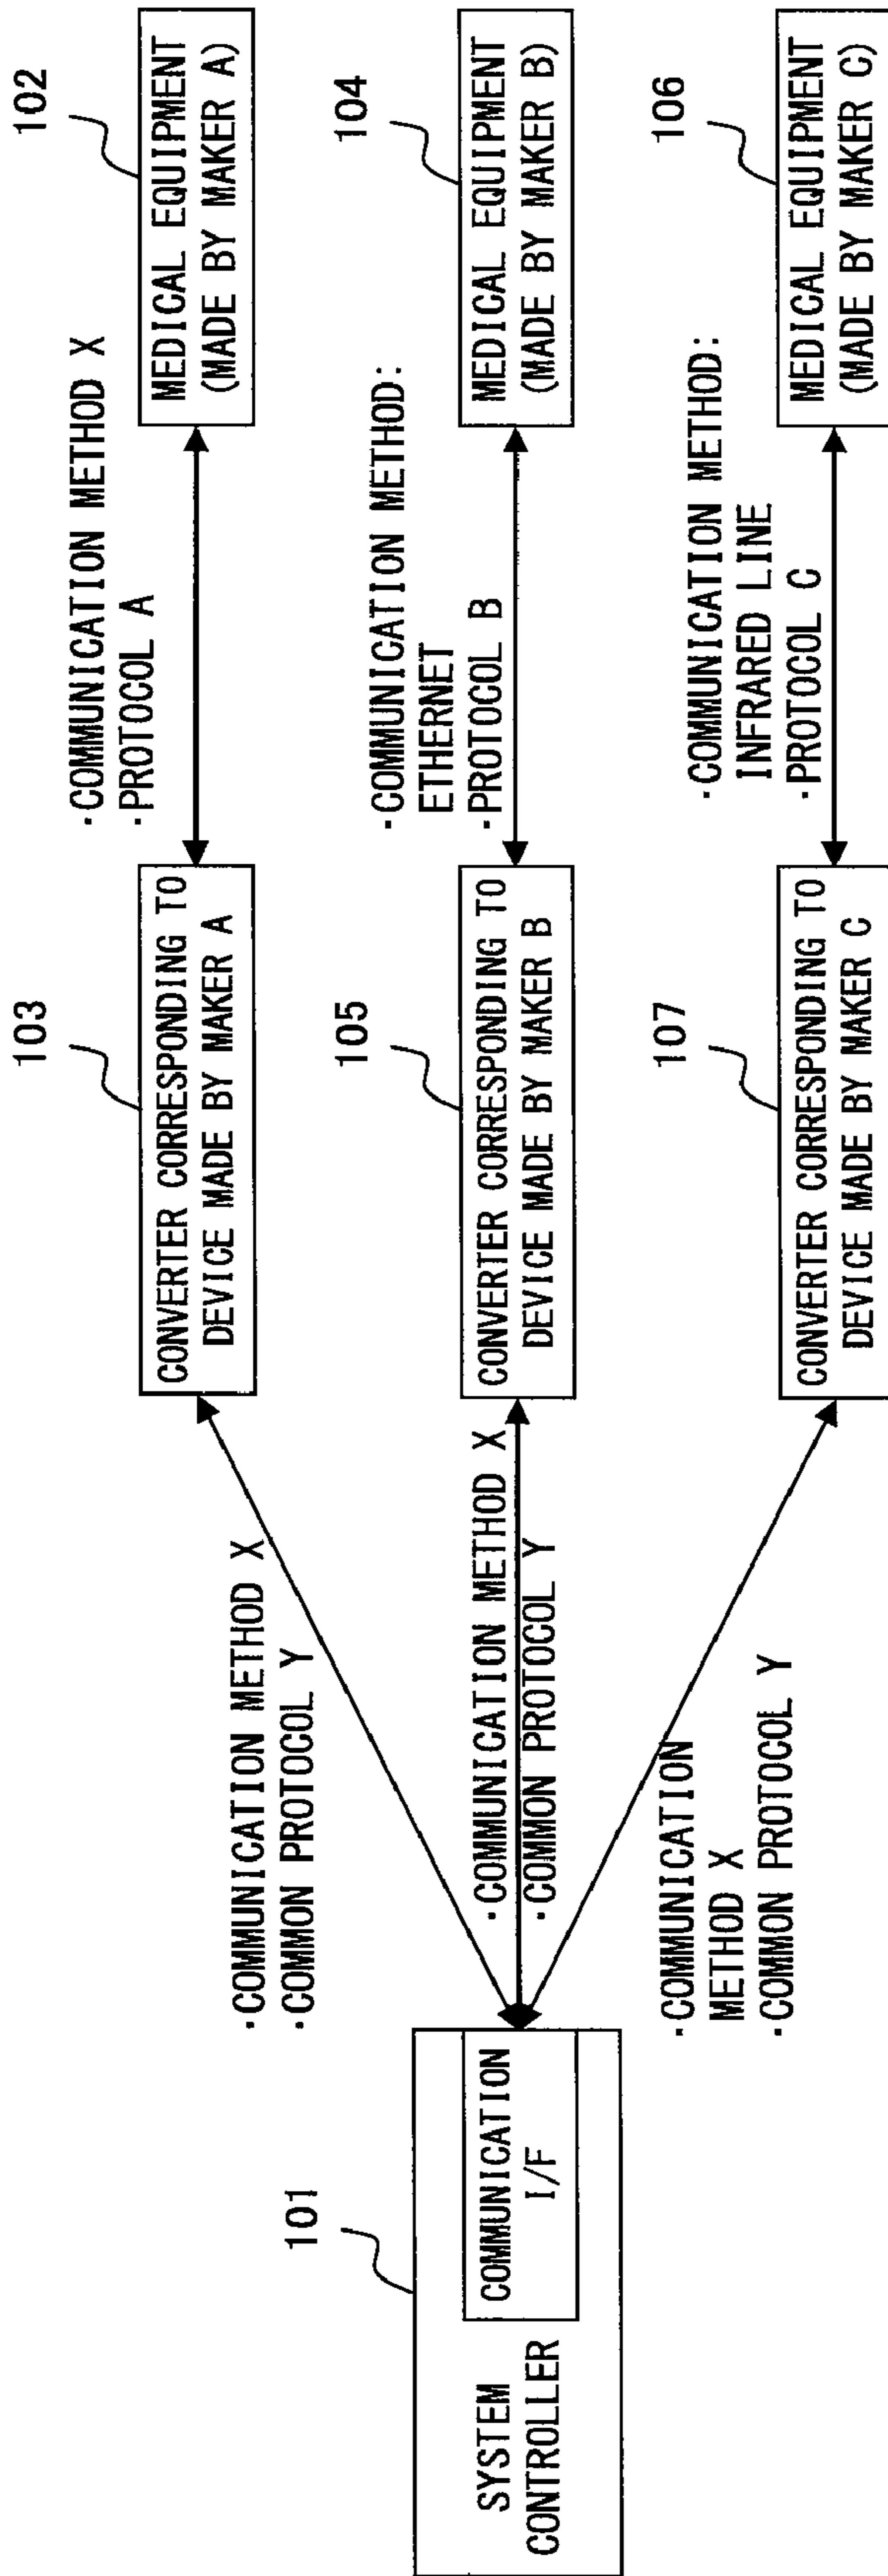 101
SYSTEM
CONTROLLER
COMMUNICATION
I/F
·COMMUNICATION METHOD X
·COMMON PROTOCOL Y
·COMMUNICATION METHOD X
·COMMON PROTOCOL Y
·COMMUNICATION
METHOD X
·COMMON PROTOCOL Y
103
CONVERTER CORRESPONDING TO
DEVICE MADE BY MAKER A
105
CONVERTER CORRESPONDING TO
DEVICE MADE BY MAKER B
107
CONVERTER CORRESPONDING TO
DEVICE MADE BY MAKER C
·COMMUNICATION METHOD X
·PROTOCOL A
·COMMUNICATION METHOD:
ETHERNET
·PROTOCOL B
·COMMUNICATION METHOD:
INFRARED LINE
·PROTOCOL C
102
MEDICAL EQUIPMENT
(MADE BY MAKER A)
104
MEDICAL EQUIPMENT
(MADE BY MAKER B)
106
MEDICAL EQUIPMENT
(MADE BY MAKER C)